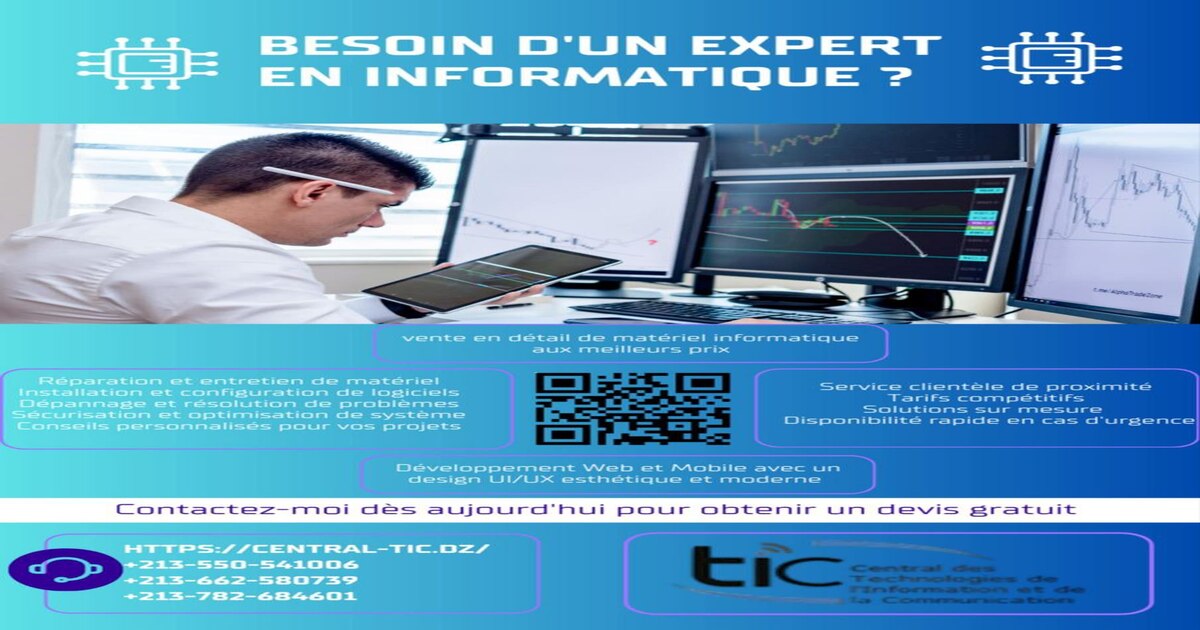 BESOIN D'UN EXPERT
EN INFORMATIQUE ?
?
t.me/AlphaTradeZone
vente en détail de matériel informatique
aux meilleurs prix
Réparation et entretien de matériel
Installation et configuration de logiciels
Dépannage et résolution de problèmes
Sécurisation et optimisation de système
Conseils personnalisés pour vos projets
Service clientèle de proximité
Tarifs compétitifs
Solutions sur mesure
Disponibilité rapide en cas d'urgence
Développement Web et Mobile avec un
design UI/UX esthétique et moderne
Contactez-moi dès aujourd'hui pour obtenir un devis gratuit
HTTPS://CENTRAL-TIC.DZ/
+213-550-541006
+213-662-580739
+213-782-684601
tic
Central des
Technologies de
l'Information et de
la Communication